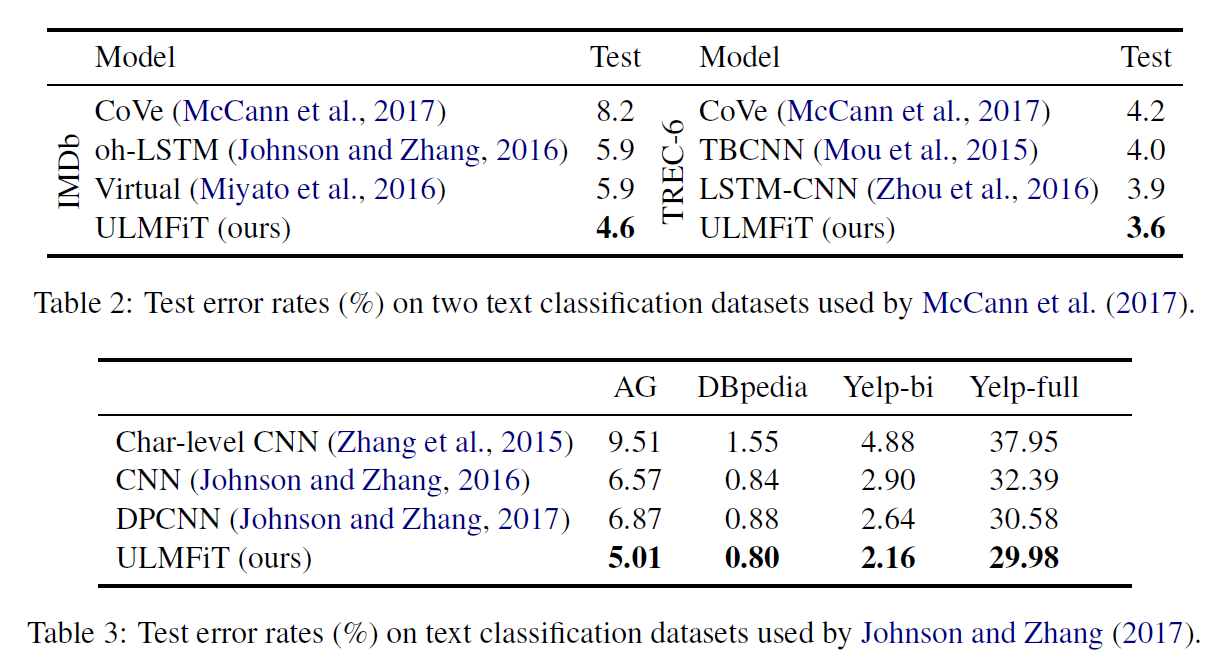 Model Test Model Test
IMDb
CoVe (McCann et al., 2017) 8.2 CoVe (McCann et al., 2017) 4.2
oh-LSTM (Johnson and Zhang, 2016) 5.9 TBCNN (Mou et al., 2015) 4.0
Virtual (Miyato et al., 2016) 5.9 LSTM-CNN (Zhou et al., 2016) 3.9
ULMFiT (ours) 4.6 ULMFiT (ours) 3.6
TREC-6
Table 2: Test error rates (%) on two text classification datasets used by McCann et al. (2017).
AG DBpedia Yelp-bi Yelp-full
Char-level CNN (Zhang et al., 2015) 9.51 1.55 4.88 37.95
CNN (Johnson and Zhang, 2016) 6.57 0.84 2.90 32.39
DPCNN (Johnson and Zhang, 2017) 6.87 0.88 2.64 30.58
ULMFiT (ours) 5.01 0.80 2.16 29.98
Table 3: Test error rates (%) on text classification datasets used by Johnson and Zhang (2017).